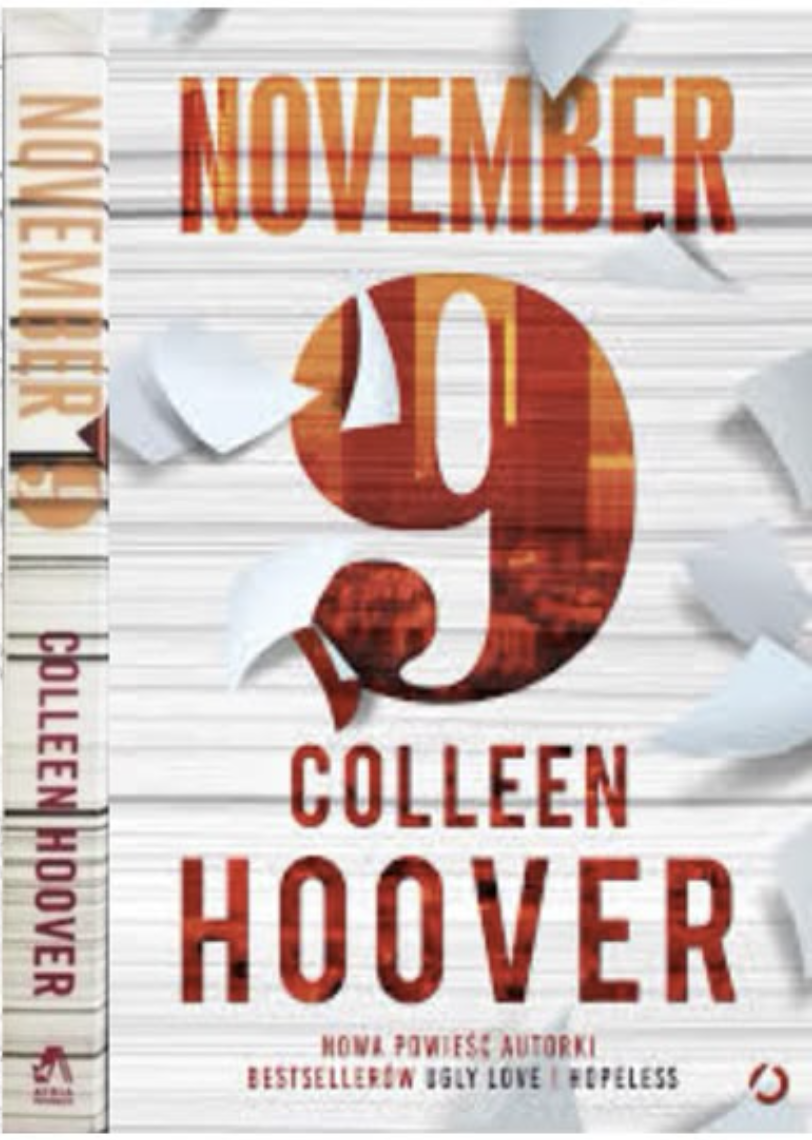 NOVEMBER 9
COLLEEN HOOVER
NOVEMBER
9
COLLEEN
HOOVER
NOWA POWIEŚĆ AUTORKI
BESTSELLERÓW UGLY LOVE I HOPELESS